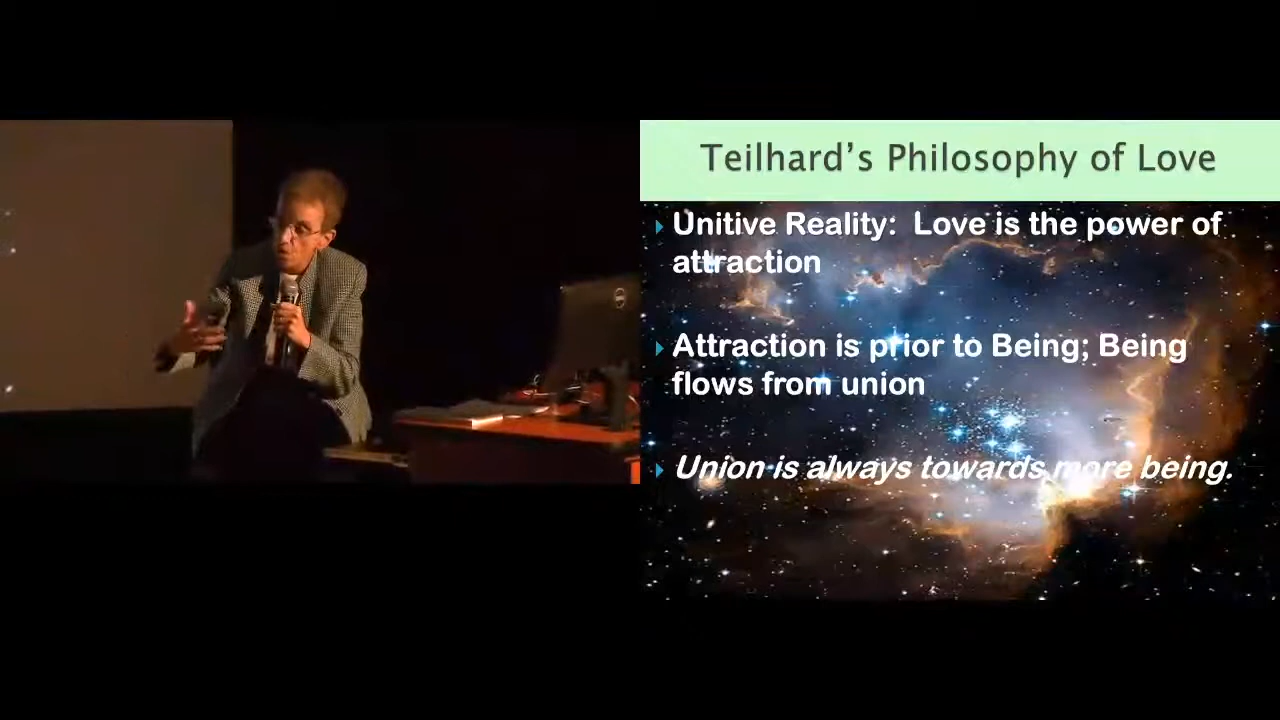 Teilhard’s Philosophy of Love
Unitive Reality:  Love is the power of
attraction
Attraction is prior to Being; Being
flows from union
Union is always towards more being.